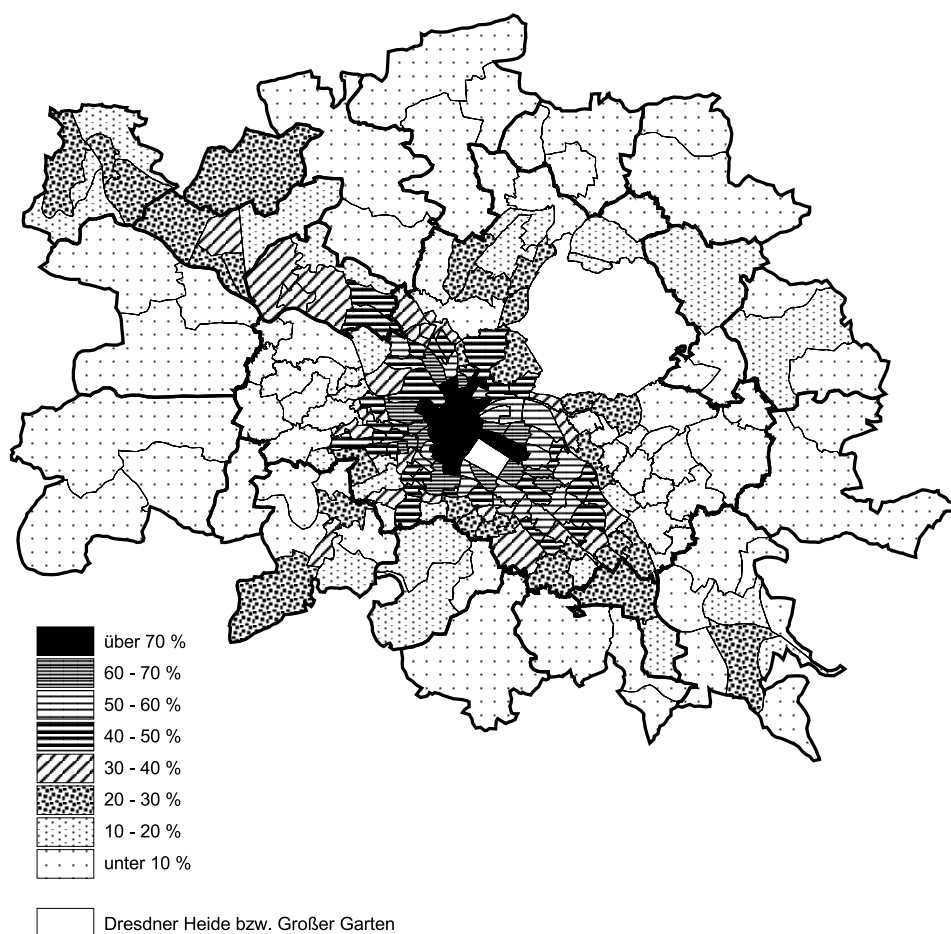 über 70 %
60 - 70 %
50 - 60 %
40 - 50 %
30 - 40 %
20 - 30 %
10 - 20 %
unter 10 %
Dresdner Heide bzw. Großer Garten